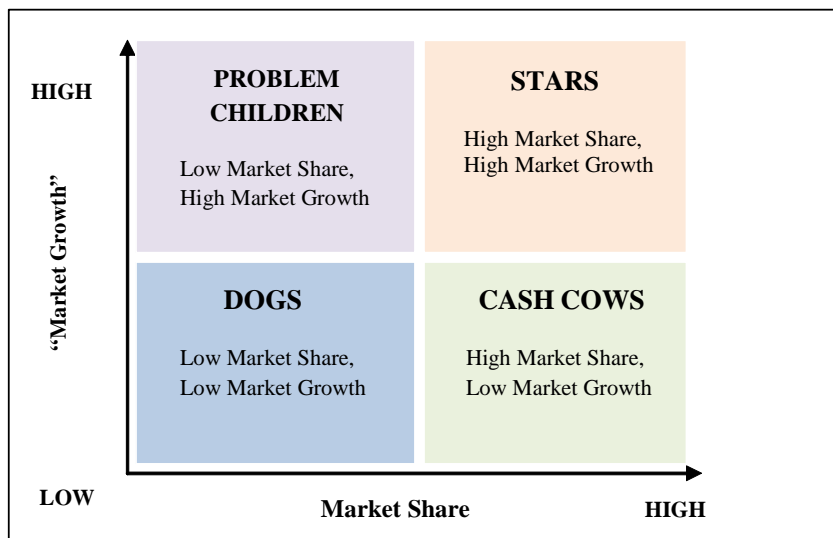 PROBLEM
CHILDREN
Low Market Share,
High Market Growth
STARS
High Market Share,
High Market Growth
HIGH
“Market Growth”
DOGS
Low Market Share,
Low Market Growth
CASH COWS
High Market Share,
Low Market Growth
LOW
Market Share
HIGH